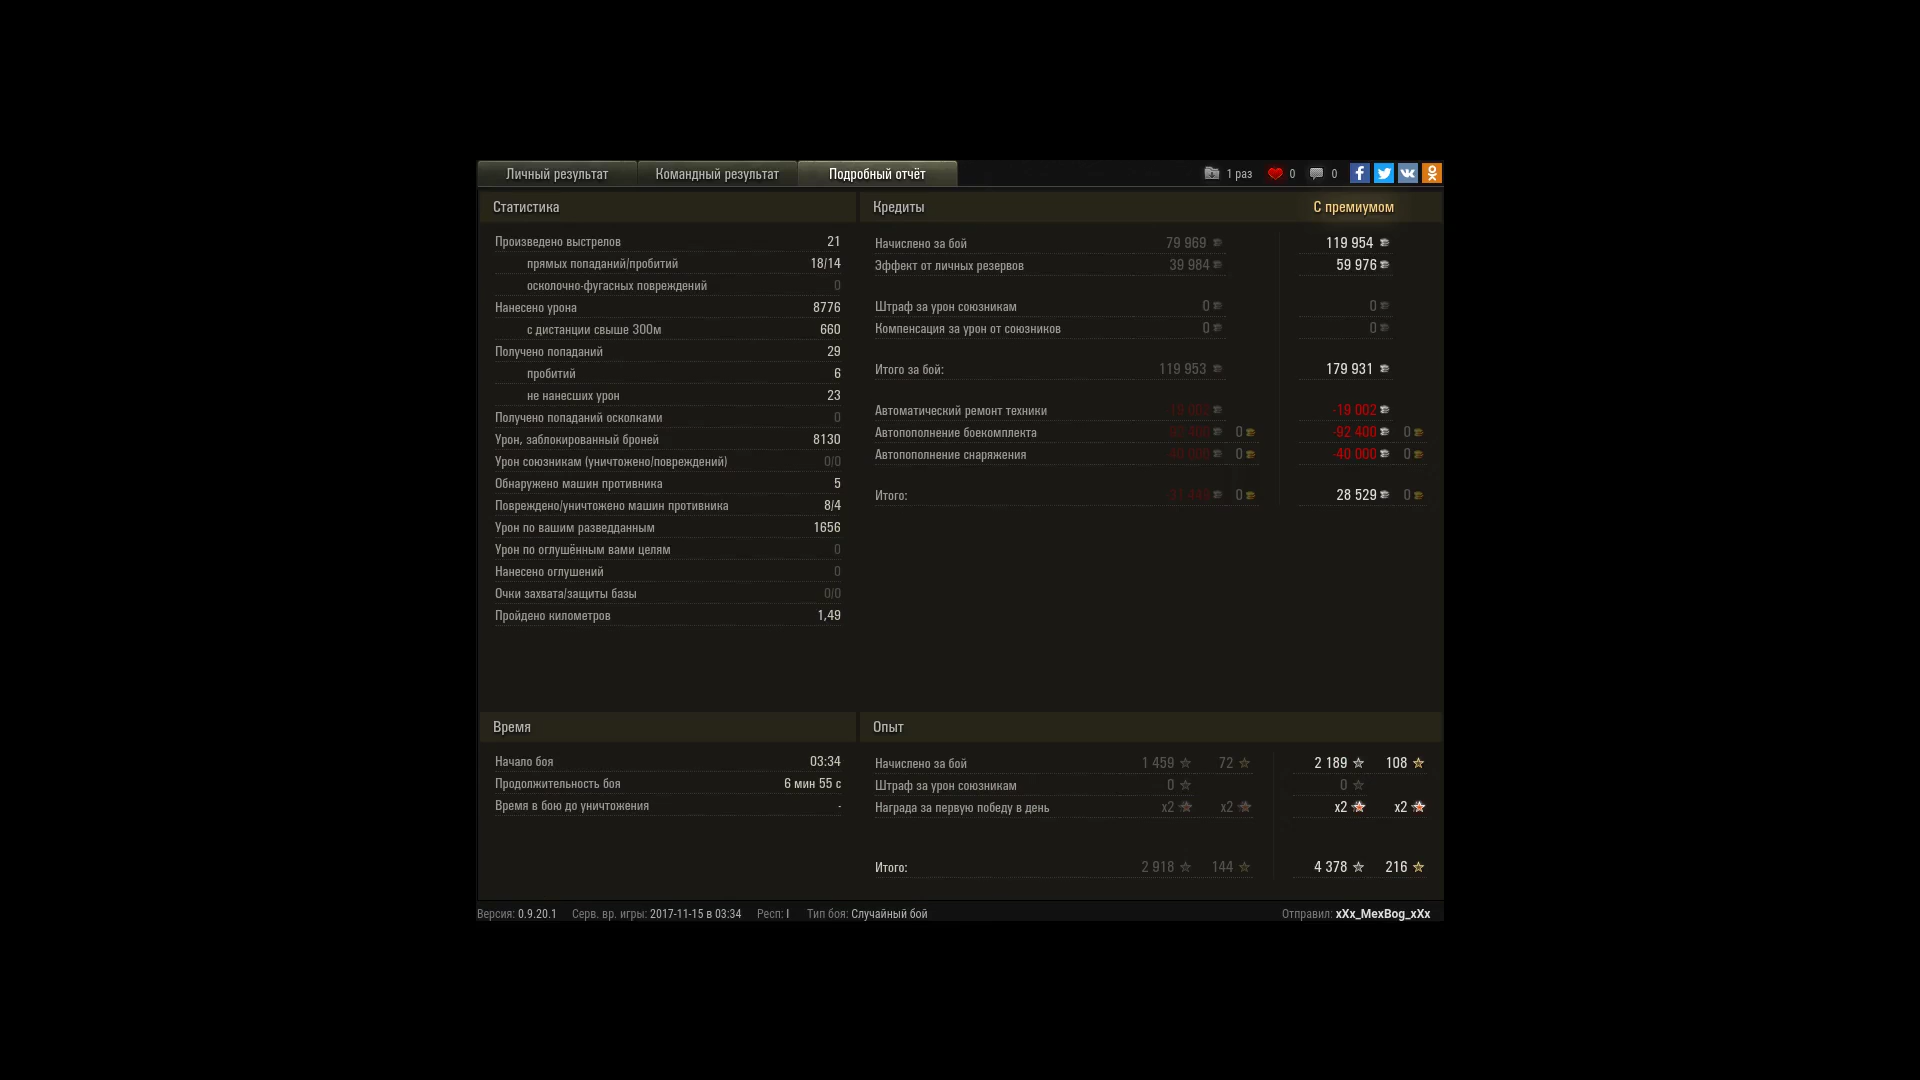 Личный результат Командный результат Подробный отчёт 1 раз 0 0
Статистика
Произведено выстрелов 21
прямых попаданий/пробитий 18/14
осколочно-фугасных повреждений 0
Нанесено урона 8776
с дистанции свыше 300м 660
Получено попаданий 29
пробитий 6
не нанесших урон 23
Получено попаданий осколками 0
Урон, заблокированный броней 8130
Урон союзникам (уничтожено/повреждений) 0/0
Обнаружено машин противника 5
Повреждено/уничтожено машин противника 8/4
Урон по вашим разведданным 1656
Урон по оглушённым вами целям 0
Нанесено оглушений 0
Очки захвата/защиты базы 0/0
Пройдено километров 1,49
Кредиты С премиумом
Начислено за бой 79 969 119 954
Эффект от личных резервов 39 984 59 976
Штраф за урон союзникам 0 0
Компенсация за урон от союзников 0 0
Итого за бой: 119 953 179 931
Автоматический ремонт техники -19 002 -19 002
Автопополнение боекомплекта -92 400 0 -92 400 0
Автопополнение снаряжения -40 000 0 -40 000 0
Итого: -31 449 0 28 529 0
Время
Начало боя 03:34
Продолжительность боя 6 мин 55 с
Время в бою до уничтожения -
Опыт
Начислено за бой 1 459 72 2 189 108
Штраф за урон союзникам 0 0
Награда за первую победу в день x2 x2 x2 x2
Итого: 2 918 144 4 378 216
Версия: 0.9.20.1 Серв. вр. игры: 2017-11-15 в 03:34 Респ: I Тип боя: Случайный бой Отправил: xXx_MexBog_xXx